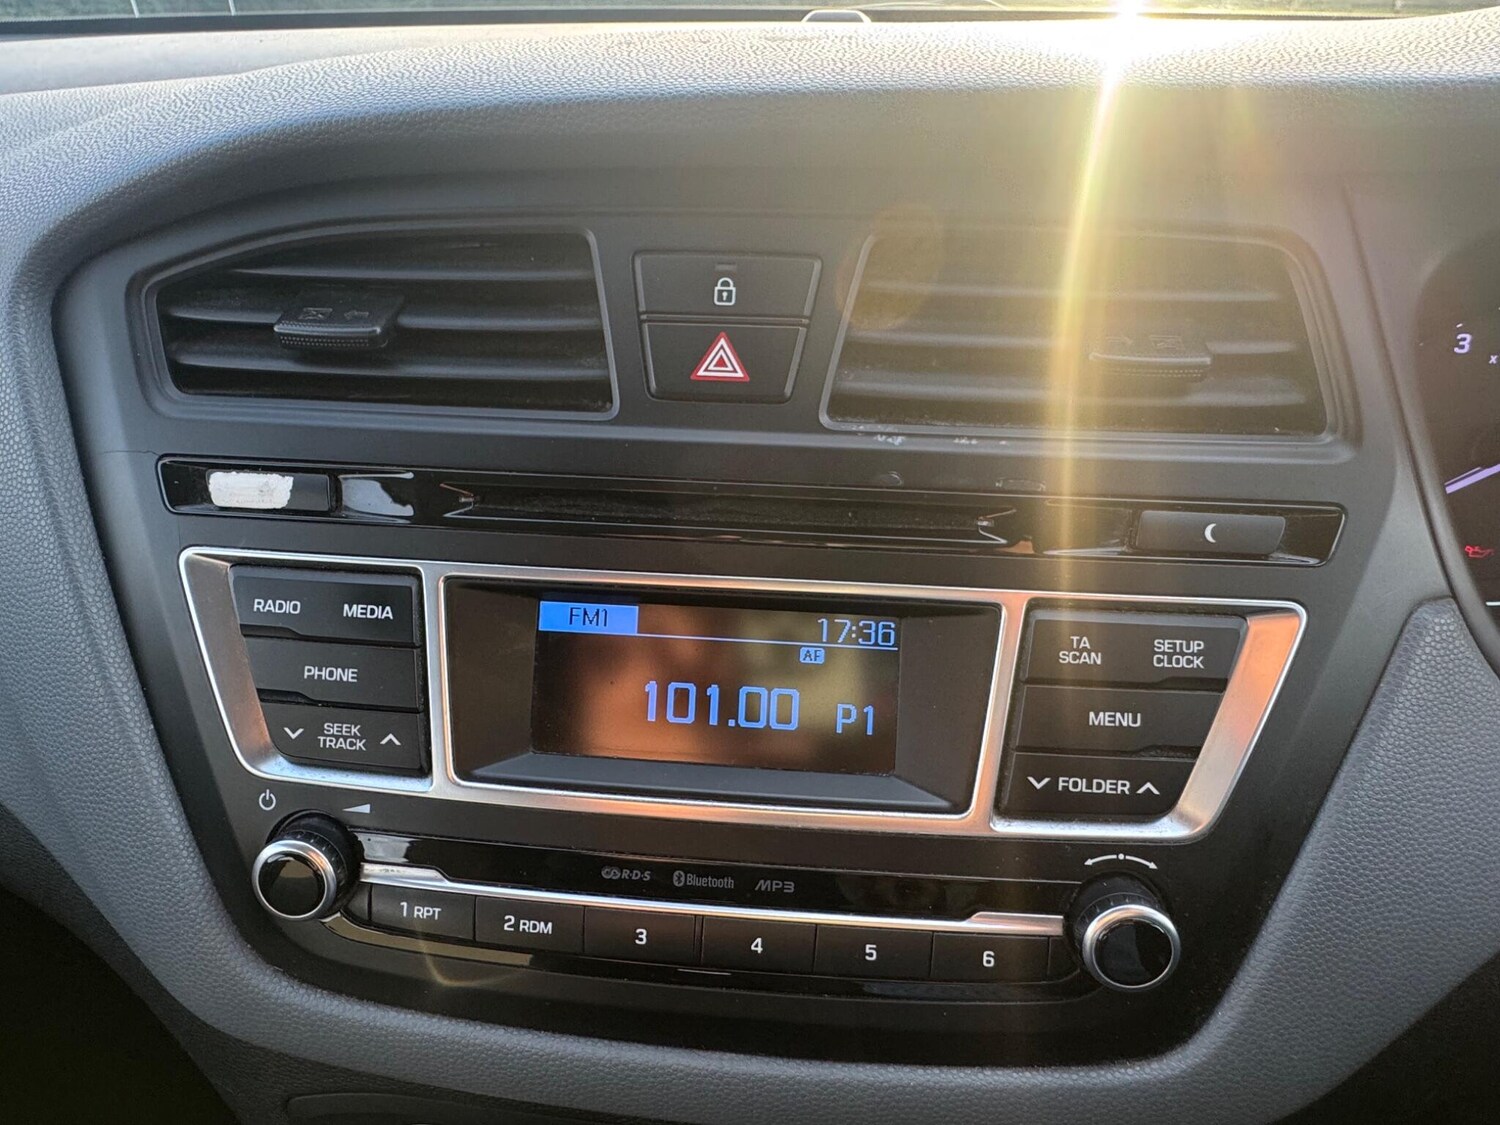 3
x
FM1
17:36
AF
101.00 P1
RADIO MEDIA
PHONE
SEEK
TRACK
TA
SCAN
SETUP
CLOCK
MENU
FOLDER
R·D·S Bluetooth MP3
1 RPT 2 RDM 3 4 5 6